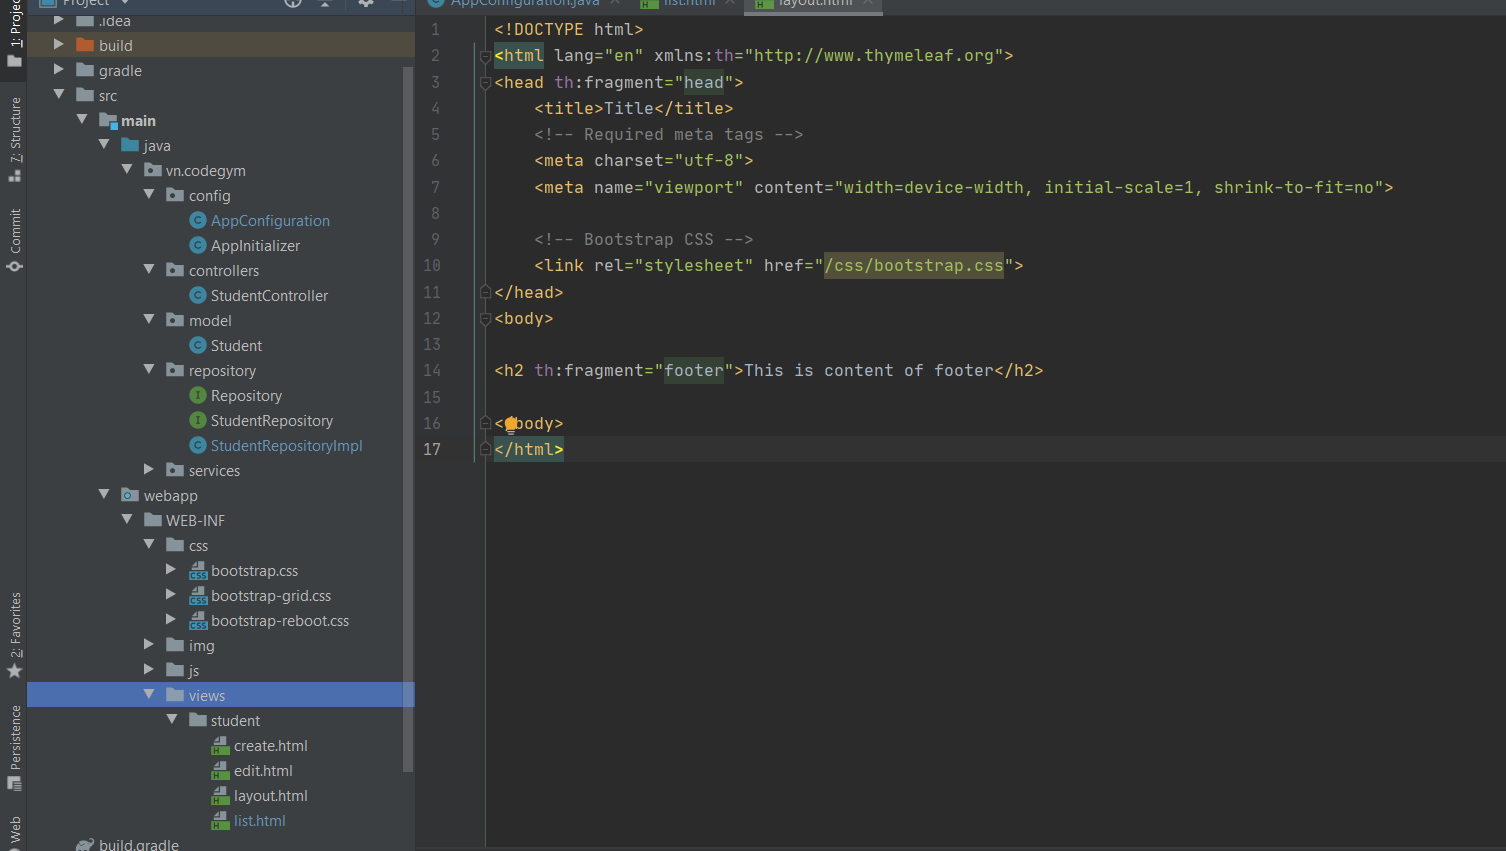 Project
AppConfiguration.java
list.html
layout.html
1: Project
7: Structure
Commit
2: Favorites
Persistence
Web
.idea
build
gradle
src
main
java
vn.codegym
config
AppConfiguration
AppInitializer
controllers
StudentController
model
Student
repository
Repository
StudentRepository
StudentRepositoryImpl
services
webapp
WEB-INF
css
bootstrap.css
bootstrap-grid.css
bootstrap-reboot.css
img
js
views
student
create.html
edit.html
layout.html
list.html
build.gradle
1 <!DOCTYPE html>
2 <html lang="en" xmlns:th="http://www.thymeleaf.org">
3 <head th:fragment="head">
4 <title>Title</title>
5 <!-- Required meta tags -->
6 <meta charset="utf-8">
7 <meta name="viewport" content="width=device-width, initial-scale=1, shrink-to-fit=no">
8
9 <!-- Bootstrap CSS -->
10 <link rel="stylesheet" href="/css/bootstrap.css">
11 </head>
12 <body>
13
14 <h2 th:fragment="footer">This is content of footer</h2>
15
16 </body>
17 </html>